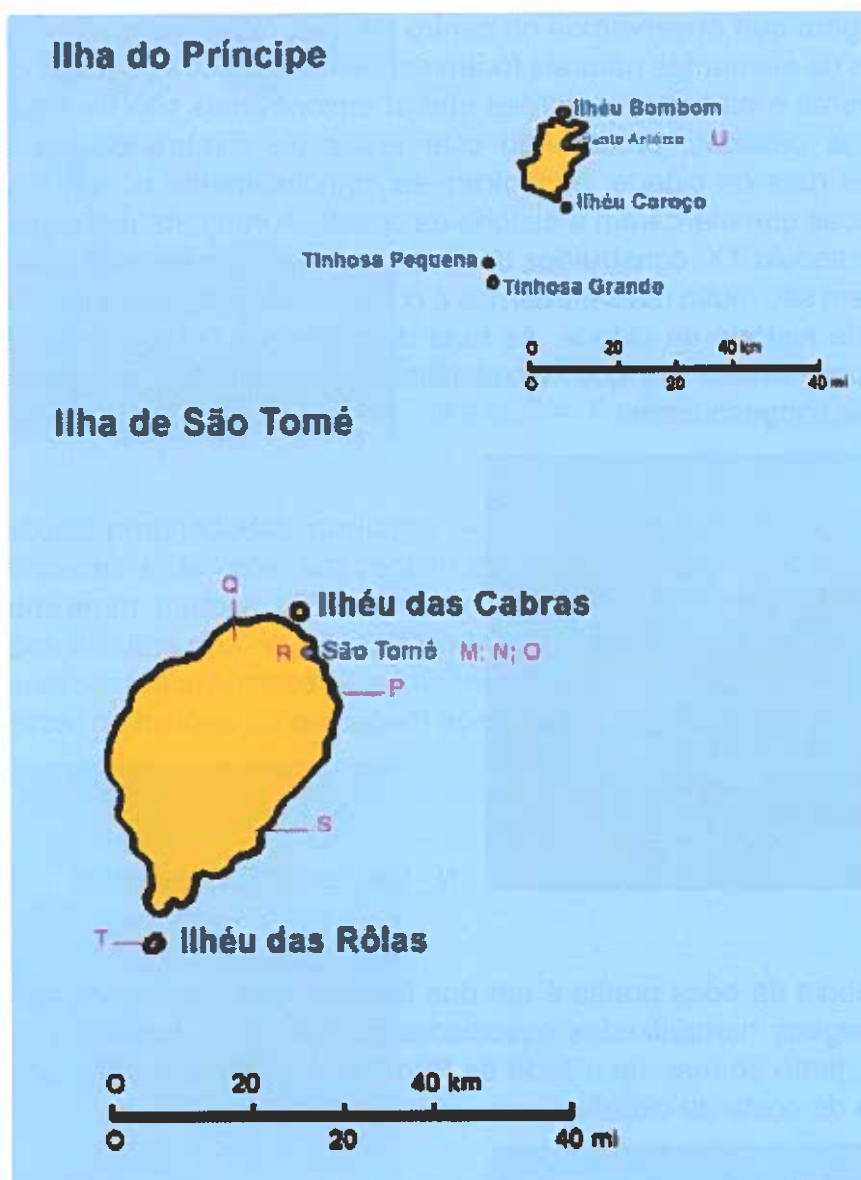 Ilha do Príncipe
Ilhéu Bombom
U
Ilhéu Caroço
Tinhosa Pequena
Tinhosa Grande
0 20 40 km
0 20 40 mi
Ilha de São Tomé
Q
Ilhéu das Cabras
R São Tomé M; N; O
P
S
T Ilhéu das Rôlas
0 20 40 km
0 20 40 mi